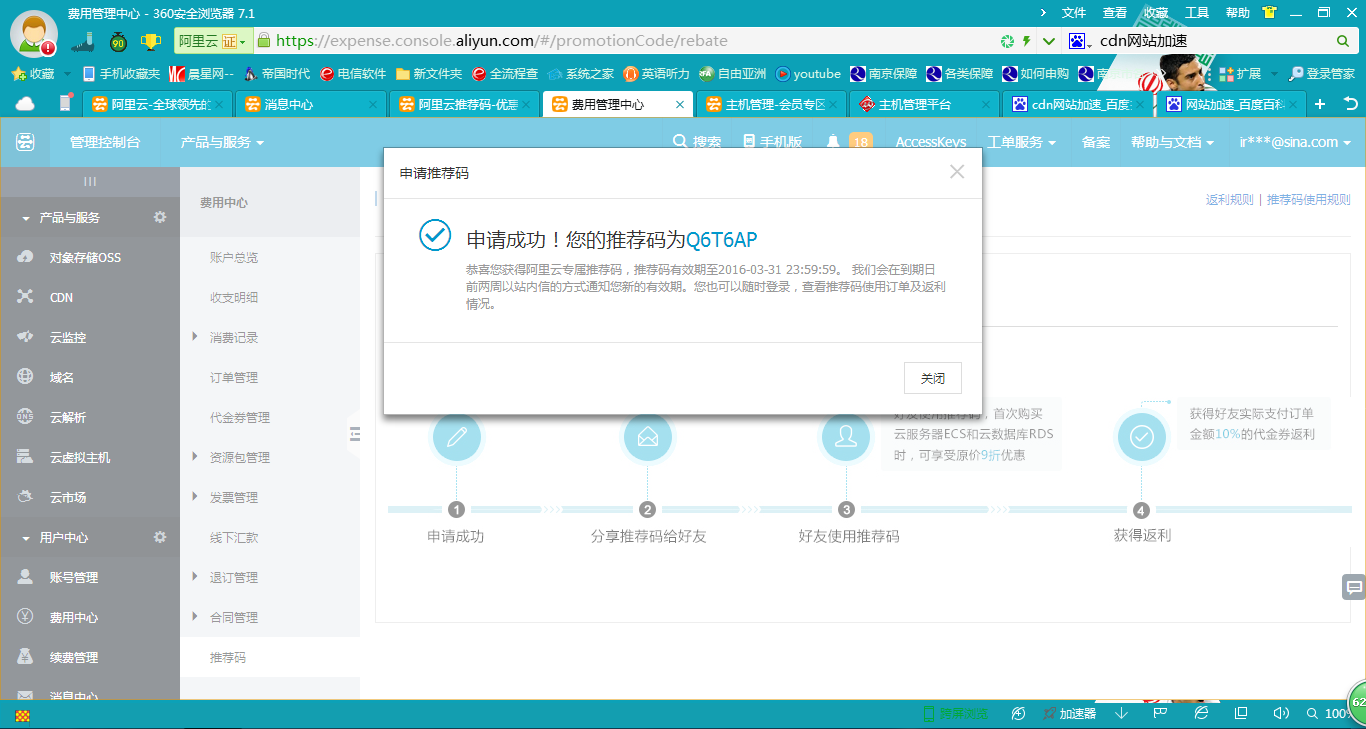 费用管理中心 - 360安全浏览器 7.1
文件 查看 收藏 工具 帮助
90
阿里云 证
https://expense.console.aliyun.com/#/promotionCode/rebate
cdn网站加速
收藏 手机收藏夹 晨星网-- 帝国时代 电信软件 新文件夹 全流程查 系统之家 英语听力 自由亚洲 youtube 南京保障 各类保障 如何申购 扩展 登录管家
阿里云-全球领先的 消息中心 阿里云推荐码-优惠 费用管理中心 主机管理-会员专区 主机管理平台 cdn网站加速_百度 网站加速_百度百科
管理控制台 产品与服务 搜索 手机版 18 AccessKeys 工单服务 备案 帮助与文档 ir***@sina.com
返利规则 | 推荐码使用规则
产品与服务
对象存储OSS
CDN
云监控
域名
云解析
云虚拟主机
云市场
用户中心
账号管理
费用中心
续费管理
消息中心
费用中心
账户总览
收支明细
消费记录
订单管理
代金券管理
资源包管理
发票管理
线下汇款
退订管理
合同管理
推荐码
申请推荐码
申请成功！您的推荐码为Q6T6AP
恭喜您获得阿里云专属推荐码，推荐码有效期至2016-03-31 23:59:59。 我们会在到期日
前两周以站内信的方式通知您新的有效期。您也可以随时登录，查看推荐码使用订单及返利
情况。
关闭
好友使用推荐码，首次购买
云服务器ECS和云数据库RDS
时，可享受原价9折优惠
获得好友实际支付订单
金额10%的代金券返利
1 2 3 4
申请成功 分享推荐码给好友 好友使用推荐码 获得返利
跨屏浏览 加速器 100%
62